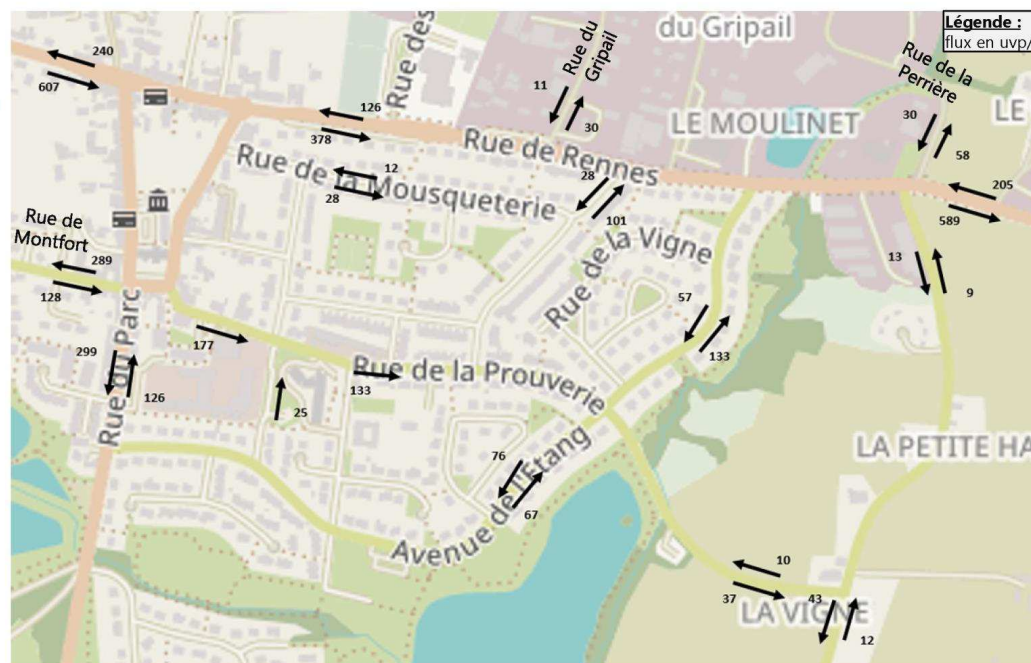 Légende :
flux en uvp/
du Gripail
Rue des
Rue du
Gripail
Rue de la
Perrière
240
607
126
378
11
30
LE MOULINET
30
58
LE
Rue de Rennes
12
28
Rue de la Mousqueterie
28
101
205
589
Rue de la Vigne
Rue de
Montfort
289
128
13
9
57
133
177
299
126
Rue du Parc
Rue de la Prouverie
133
25
LA PETITE HA
76
67
Avenue de l'Etang
10
37
43
12
LA VIGNE